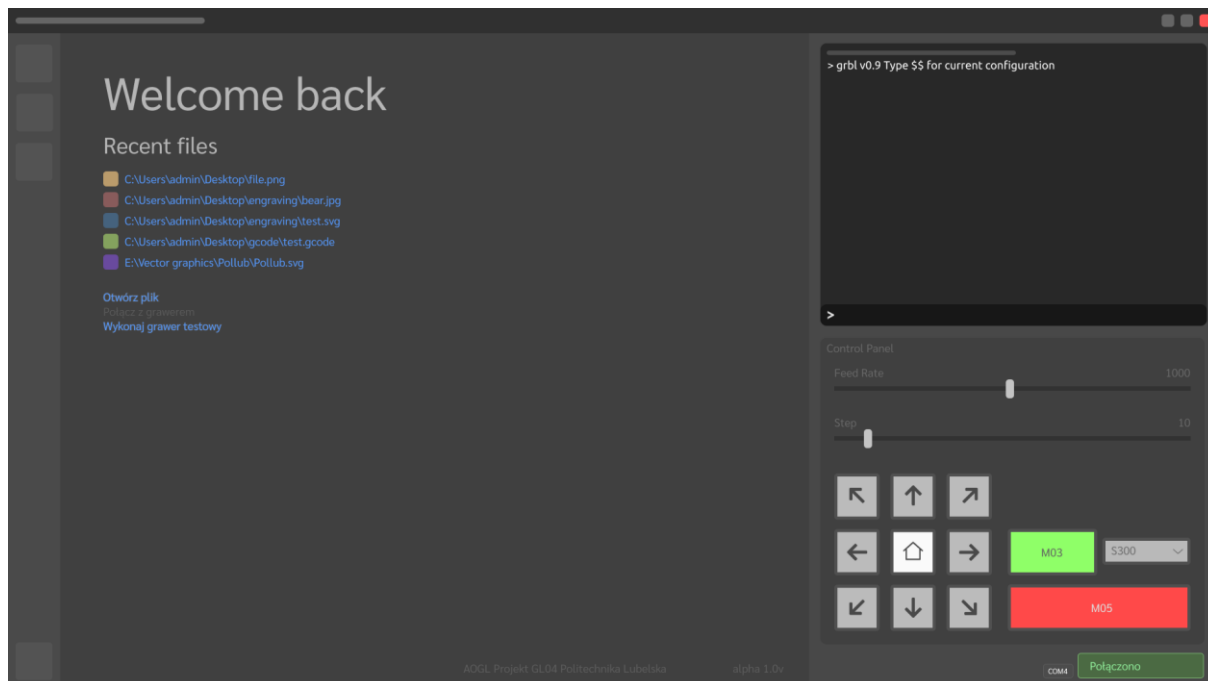 Welcome back
Recent files
C:\Users\admin\Desktop\file.png
C:\Users\admin\Desktop\engraving\bear.jpg
C:\Users\admin\Desktop\engraving\test.svg
C:\Users\admin\Desktop\gcode\test.gcode
E:\Vector graphics\Pollub\Pollub.svg
Otwórz plik
Połącz z grawerem
Wykonaj grawer testowy
> grbl v0.9 Type $$ for current configuration
>
Control Panel
Feed Rate 1000
Step 10
M03 S300
M05
AOGL Projekt GL04 Politechnika Lubelska alpha 1.0v
COM4 Połączono